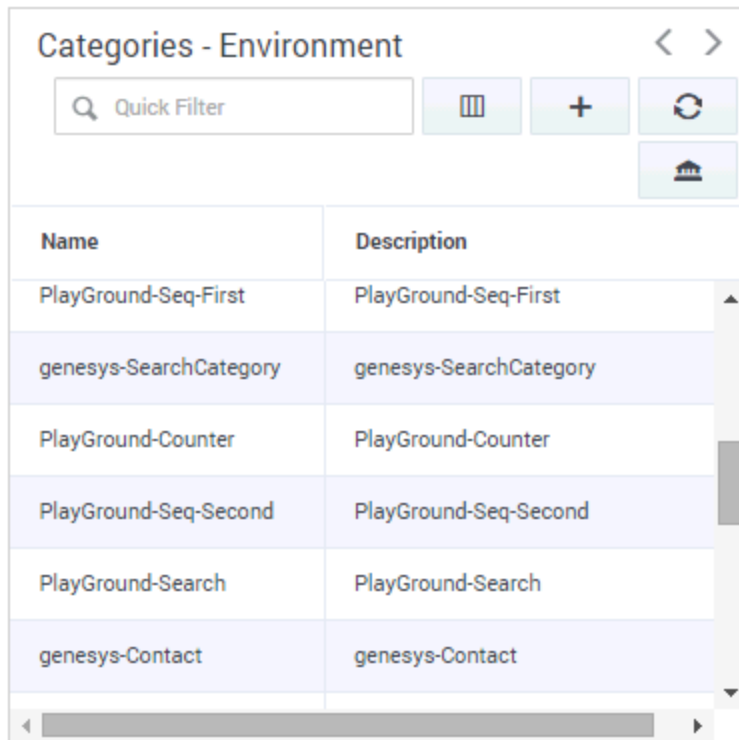 Categories - Environment
Quick Filter
Name Description
PlayGround-Seq-First PlayGround-Seq-First
genesys-SearchCategory genesys-SearchCategory
PlayGround-Counter PlayGround-Counter
PlayGround-Seq-Second PlayGround-Seq-Second
PlayGround-Search PlayGround-Search
genesys-Contact genesys-Contact